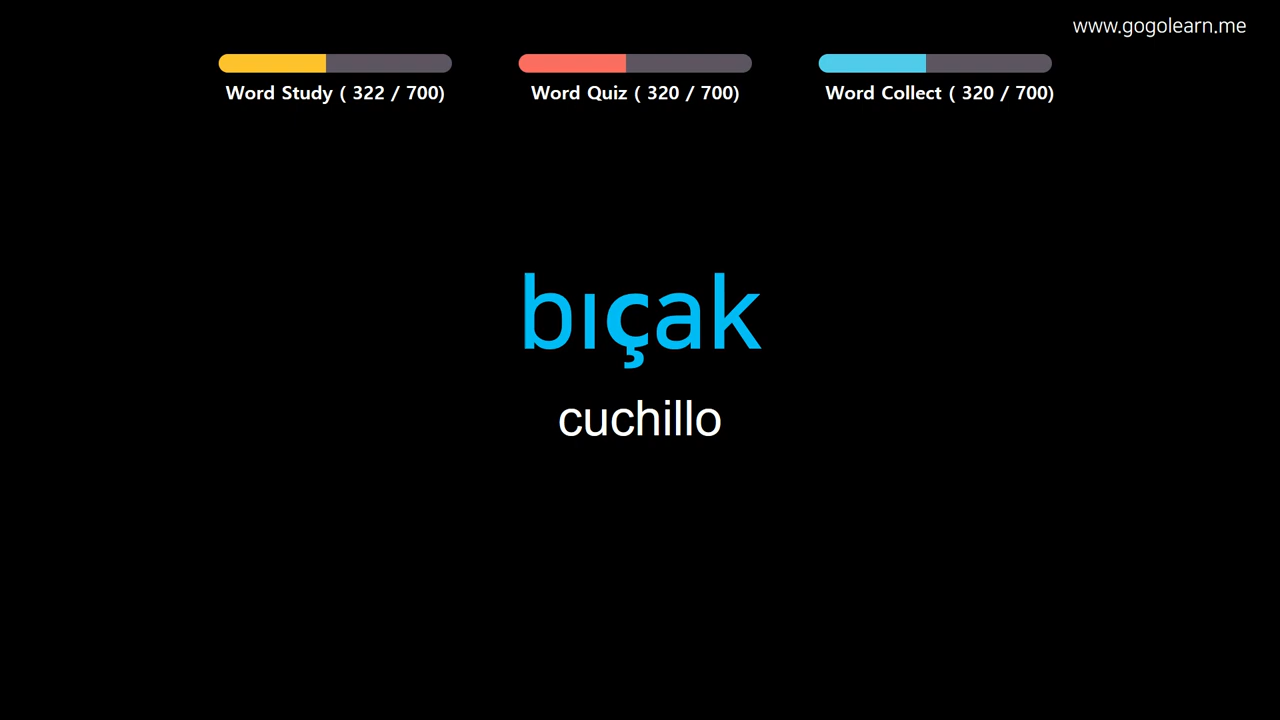 www.gogolearn.me
Word Study ( 322 / 700)
Word Quiz ( 320 / 700)
Word Collect ( 320 / 700)
bıçak
cuchillo